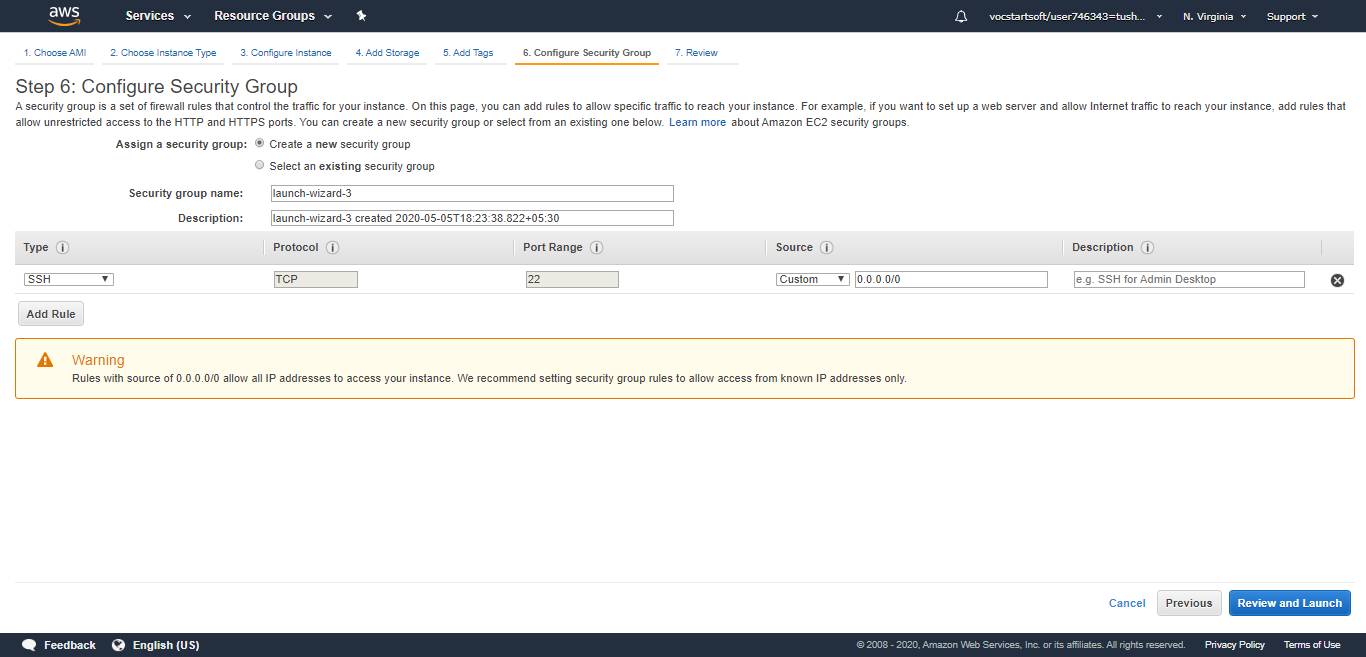 aws Services Resource Groups vocstartsoft/user746343=tush... N. Virginia Support
1. Choose AMI 2. Choose Instance Type 3. Configure Instance 4. Add Storage 5. Add Tags 6. Configure Security Group 7. Review
Step 6: Configure Security Group
A security group is a set of firewall rules that control the traffic for your instance. On this page, you can add rules to allow specific traffic to reach your instance. For example, if you want to set up a web server and allow Internet traffic to reach your instance, add rules that
allow unrestricted access to the HTTP and HTTPS ports. You can create a new security group or select from an existing one below. Learn more about Amazon EC2 security groups.
Assign a security group: Create a new security group
Select an existing security group
Security group name: launch-wizard-3
Description: launch-wizard-3 created 2020-05-05T18:23:38.822+05:30
Type i Protocol i Port Range i Source i Description i
SSH TCP 22 Custom 0.0.0.0/0 e.g. SSH for Admin Desktop
Add Rule
Warning
Rules with source of 0.0.0.0/0 allow all IP addresses to access your instance. We recommend setting security group rules to allow access from known IP addresses only.
Cancel Previous Review and Launch
Feedback English (US) © 2008 - 2020, Amazon Web Services, Inc. or its affiliates. All rights reserved. Privacy Policy Terms of Use